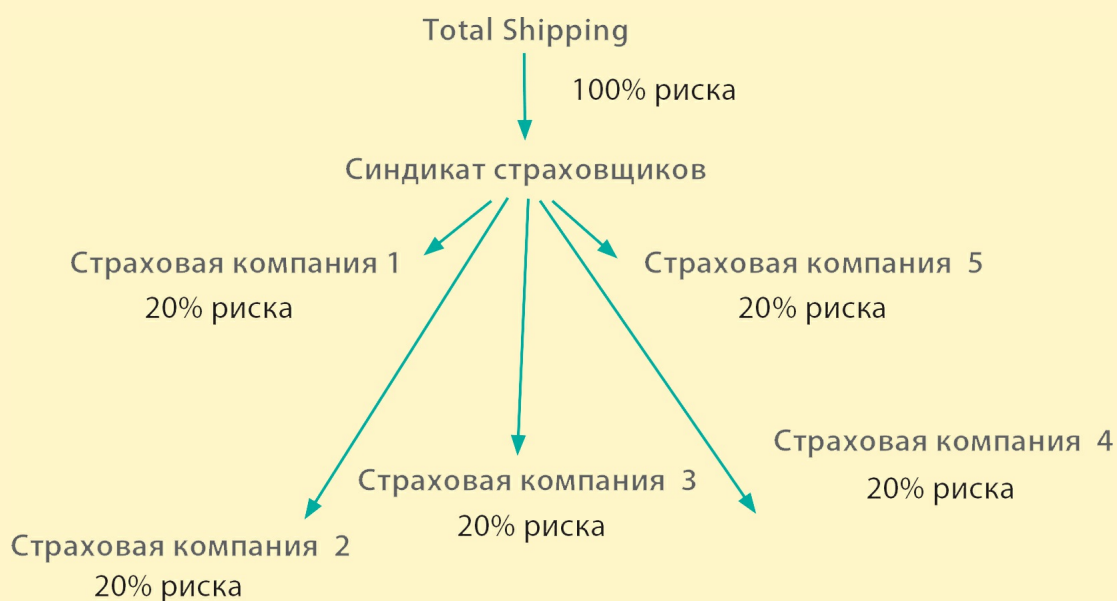 Total Shipping
100% риска
Синдикат страховщиков
Страховая компания 1
20% риска
Страховая компания 5
20% риска
Страховая компания 4
20% риска
Страховая компания 3
20% риска
Страховая компания 2
20% риска